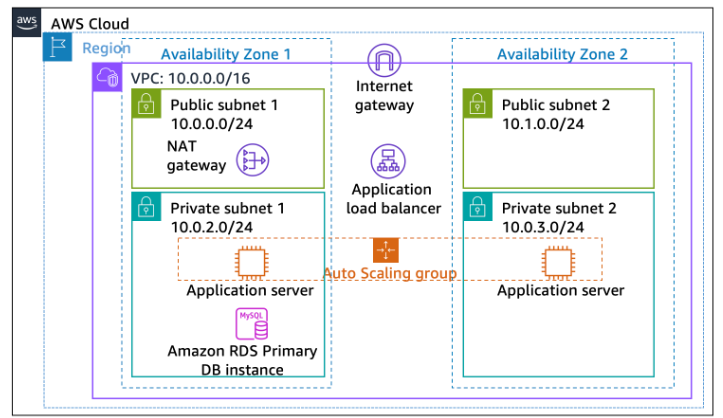 aws
AWS Cloud
Region
Availability Zone 1
Availability Zone 2
VPC: 10.0.0.0/16
Internet
gateway
Public subnet 1
10.0.0.0/24
NAT
gateway
Public subnet 2
10.1.0.0/24
Application
load balancer
Private subnet 1
10.0.2.0/24
Private subnet 2
10.0.3.0/24
Auto Scaling group
Application server
Application server
MySQL
Amazon RDS Primary
DB instance